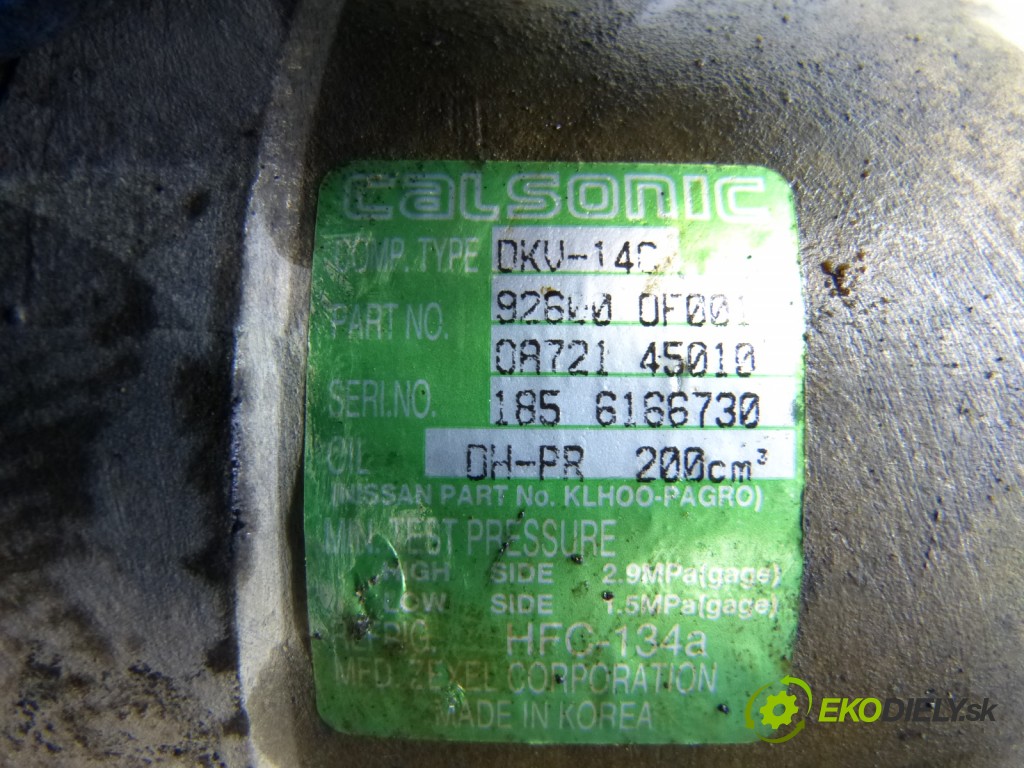 CALSONIC
COMP. TYPE DKV-14C
PART NO. 92600 0F001
0A721 45010
SERI.NO. 185 6166730
OIL DH-PR 200cm³
(NISSAN PART No. KLHOO-PAGRO)
MIN. TEST PRESSURE
HIGH SIDE 2.9MPa(gage)
LOW SIDE 1.5MPa(gage)
REFRIG. HFC-134a
MFD. ZEXEL CORPORATION
MADE IN KOREA
EKODIELY.sk